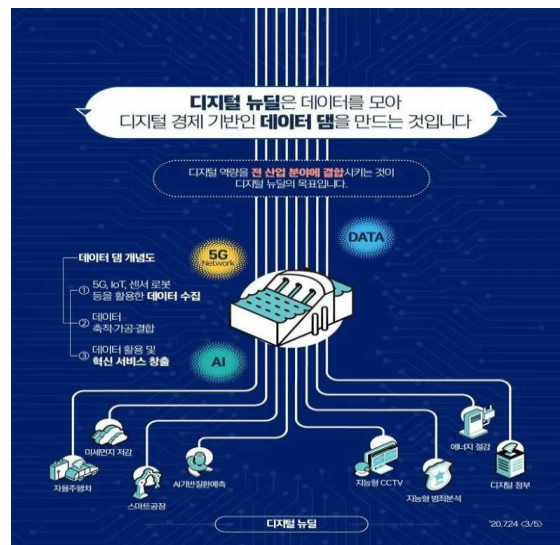 디지털 뉴딜은 데이터를 모아
디지털 경제 기반인 데이터 댐을 만드는 것입니다
디지털 역량을 전 산업 분야에 결합시키는 것이
디지털 뉴딜의 목표입니다.
데이터 댐 개념도
① 5G, IoT, 센서 로봇
등을 활용한 데이터 수집
② 데이터
축적·가공·결합
③ 데이터 활용 및
혁신 서비스 창출
5G
Network
DATA
AI
자율주행차
미세먼지 저감
스마트공장
AI기반질환예측
지능형 CCTV
지능형 범죄분석
에너지 절감
디지털 정부
디지털 뉴딜
'20.7.24 <3/5>